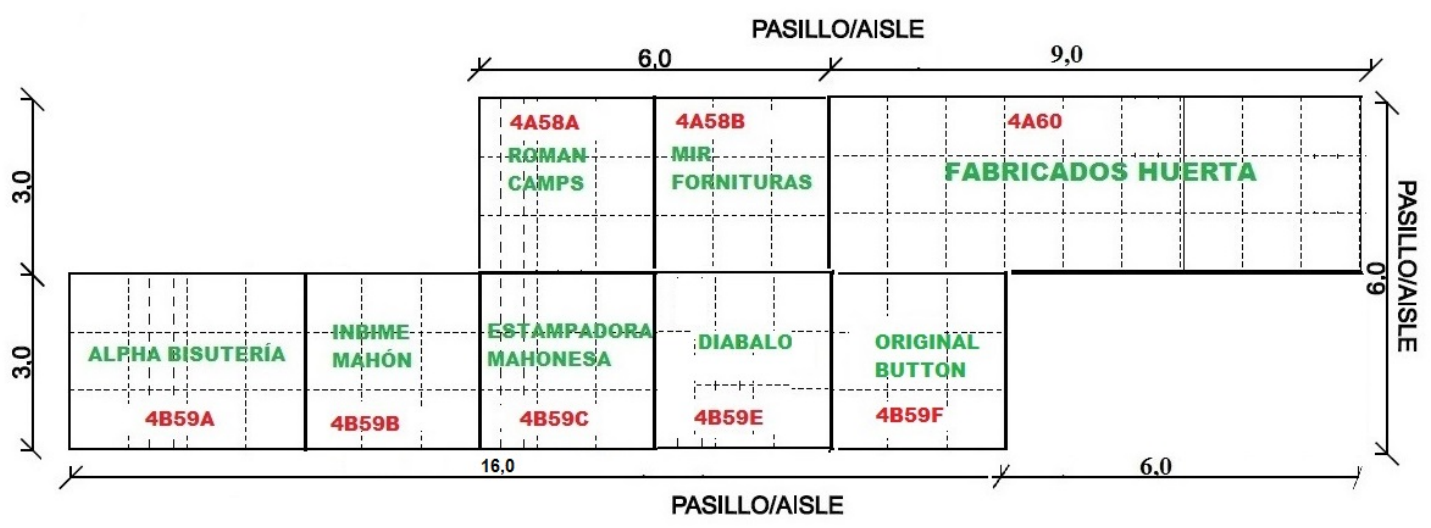 PASILLO/AISLE
6,0
9,0
4A58A
ROMAN
CAMPS
4A58B
MIR
FORNITURAS
4A60
FABRICADOS HUERTA
3,0
PASILLO/AISLE
6,0
3,0
ALPHA BISUTERÍA
4B59A
INBIME
MAHÓN
4B59B
ESTAMPADORA
MAHONESA
4B59C
DIABALO
4B59E
ORIGINAL
BUTTON
4B59F
16,0
6,0
PASILLO/AISLE